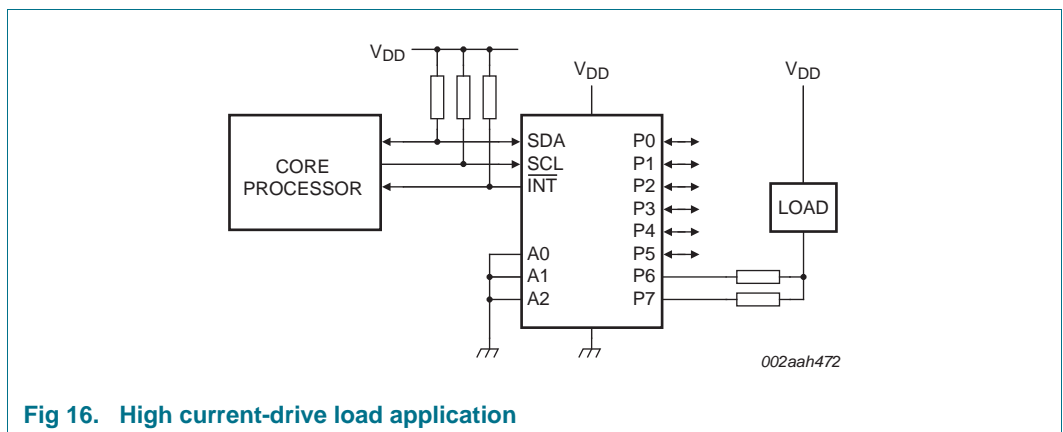 VDD
VDD
VDD
CORE
PROCESSOR
SDA
SCL
INT
A0
A1
A2
P0
P1
P2
P3
P4
P5
P6
P7
LOAD
002aah472
Fig 16. High current-drive load application